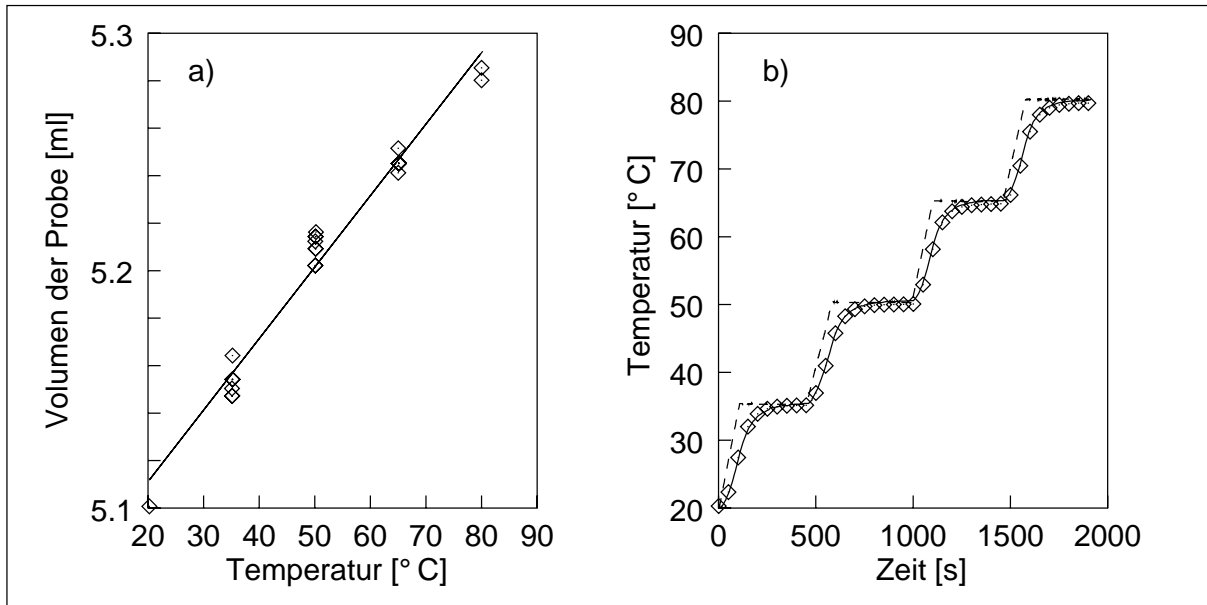 a)
Volumen der Probe [ml]
5.3
5.2
5.1
20 30 40 50 60 70 80 90
Temperatur [° C]
b)
Temperatur [° C]
90
80
70
60
50
40
30
20
0 500 1000 1500 2000
Zeit [s]